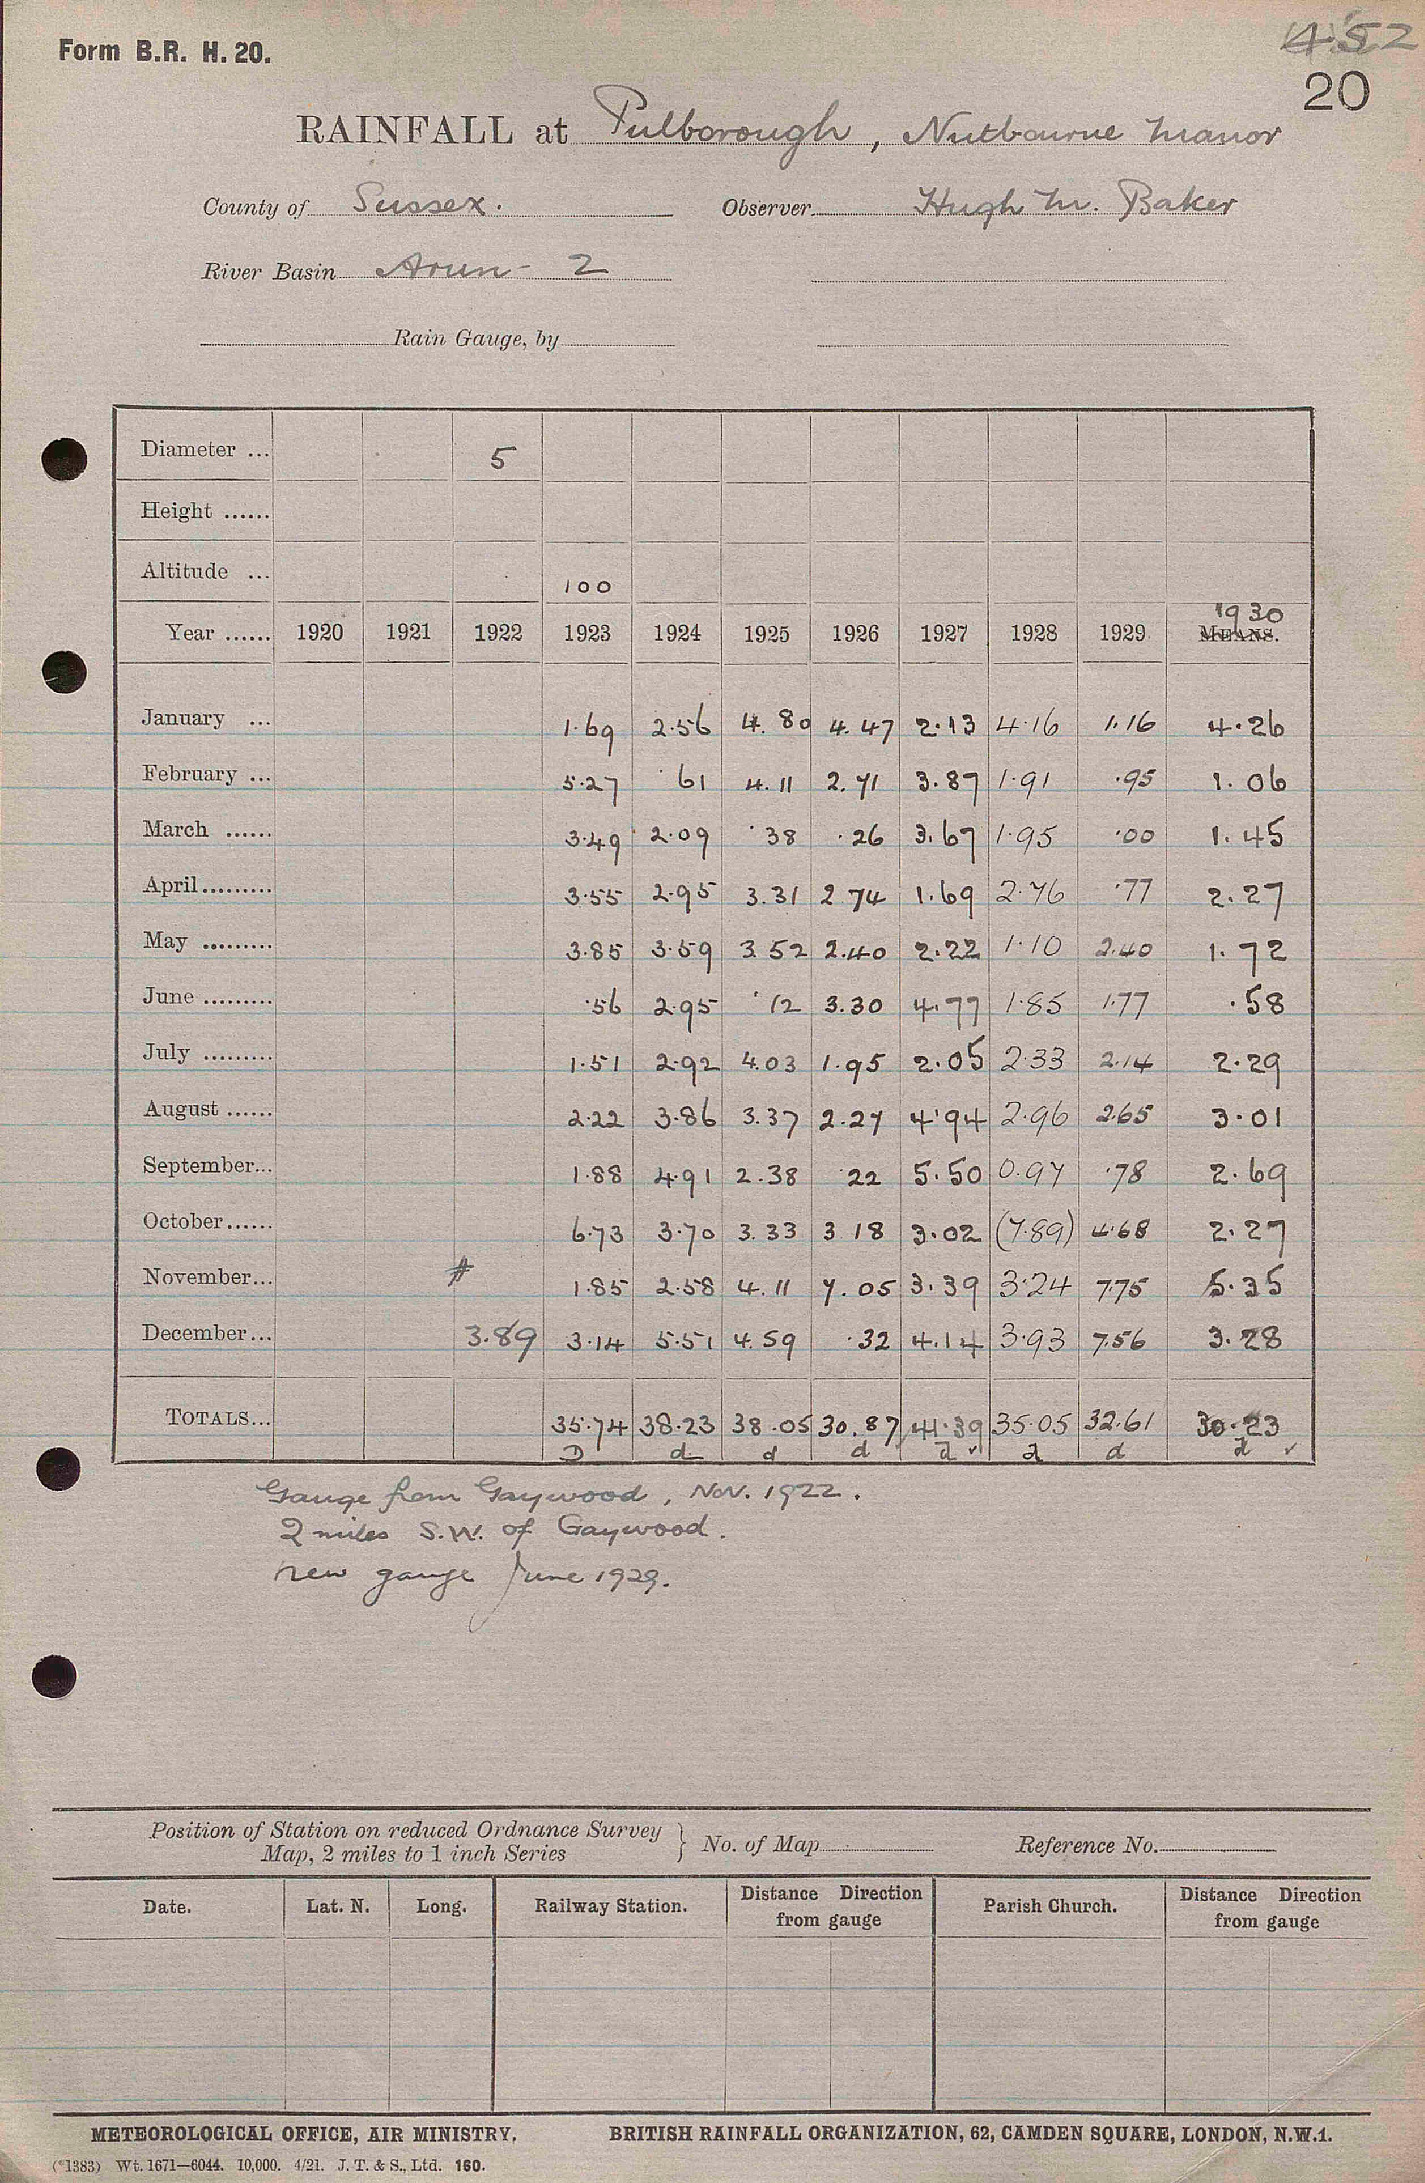 Form B.R. H. 20.
452
20
RAINFALL at Pulborough, Nutbourne Manor
County of Sussex. Observer Hugh M. Baker
River Basin Arun - 2
Rain Gauge, by
Diameter ... 5
Height ......
Altitude ... 100
1930
Year ...... 1920 1921 1922 1923 1924 1925 1926 1927 1928 1929 MEANS.
January ... 1.69 2.56 4.80 4.47 2.13 4.16 1.16 4.26
February ... 5.27 .61 4.11 2.71 3.87 1.91 .95 1.06
March ...... 3.49 2.09 .38 .26 3.67 1.95 .00 1.45
April......... 3.55 2.95 3.31 2.74 1.69 2.76 .77 2.27
May ......... 3.85 3.59 3.52 2.40 2.22 1.10 2.40 1.72
June ......... .56 2.95 .12 3.30 4.77 1.85 1.77 .58
July ......... 1.51 2.92 4.03 1.95 2.05 2.33 2.14 2.29
August ...... 2.22 3.86 3.37 2.27 4.94 2.96 2.65 3.01
September... 1.88 4.91 2.38 .22 5.50 0.97 .78 2.69
October...... 6.73 3.70 3.33 3.18 3.02 (7.89) 4.68 2.27
November... # 1.85 2.58 4.11 7.05 3.39 3.24 7.75 5.35
December... 3.89 3.14 5.51 4.59 .32 4.14 3.93 7.56 3.28
TOTALS... 35.74 38.23 38.05 30.87 41.39 35.05 32.61 30.23
D d d d d ✓ d d d ✓
Gauge from Gaywood, Nov. 1922.
2 miles S.W. of Gaywood.
new gauge June 1929.
Position of Station on reduced Ordnance Survey
Map, 2 miles to 1 inch Series } No. of Map Reference No.
Date. Lat. N. Long. Railway Station. Distance Direction from gauge Parish Church. Distance Direction from gauge
METEOROLOGICAL OFFICE, AIR MINISTRY. BRITISH RAINFALL ORGANIZATION, 62, CAMDEN SQUARE, LONDON, N.W.1.
(*1383) Wt. 1671—6044. 10,000. 4/21. J. T. & S., Ltd. 160.